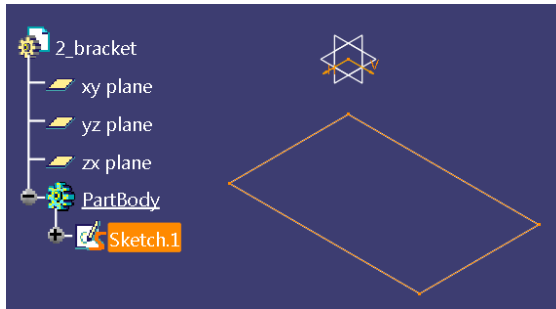 2_bracket
xy plane
yz plane
zx plane
PartBody
Sketch.1
V